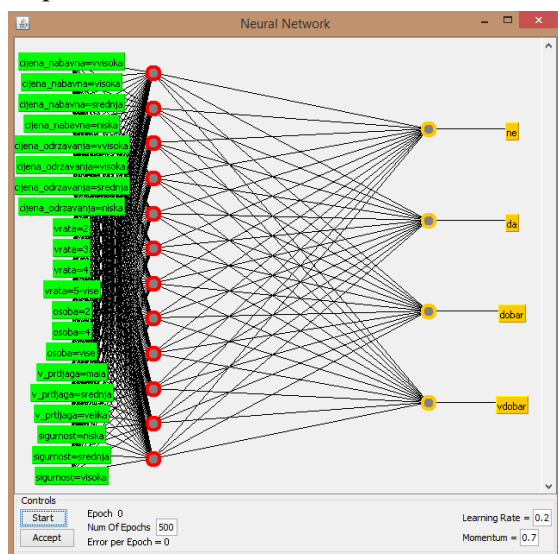 Neural Network
cijena_nabavna=vvisoka
cijena_nabavna=visoka
cijena_nabavna=srednja
cijena_nabavna=niska
cijena_odrzavanja=vvisoka
cijena_odrzavanja=visoka
cijena_odrzavanja=srednja
cijena_odrzavanja=niska
vrata=2
vrata=3
vrata=4
vrata=5-vise
osoba=2
osoba=4
osoba=vise
v_prtljaga=mala
v_prtljaga=srednja
v_prtljaga=velika
sigurnost=niska
sigurnost=srednja
sigurnost=visoka
ne
da
dobar
vdobar
Controls
Start
Accept
Epoch 0
Num Of Epochs 500
Error per Epoch = 0
Learning Rate = 0.2
Momentum = 0.7